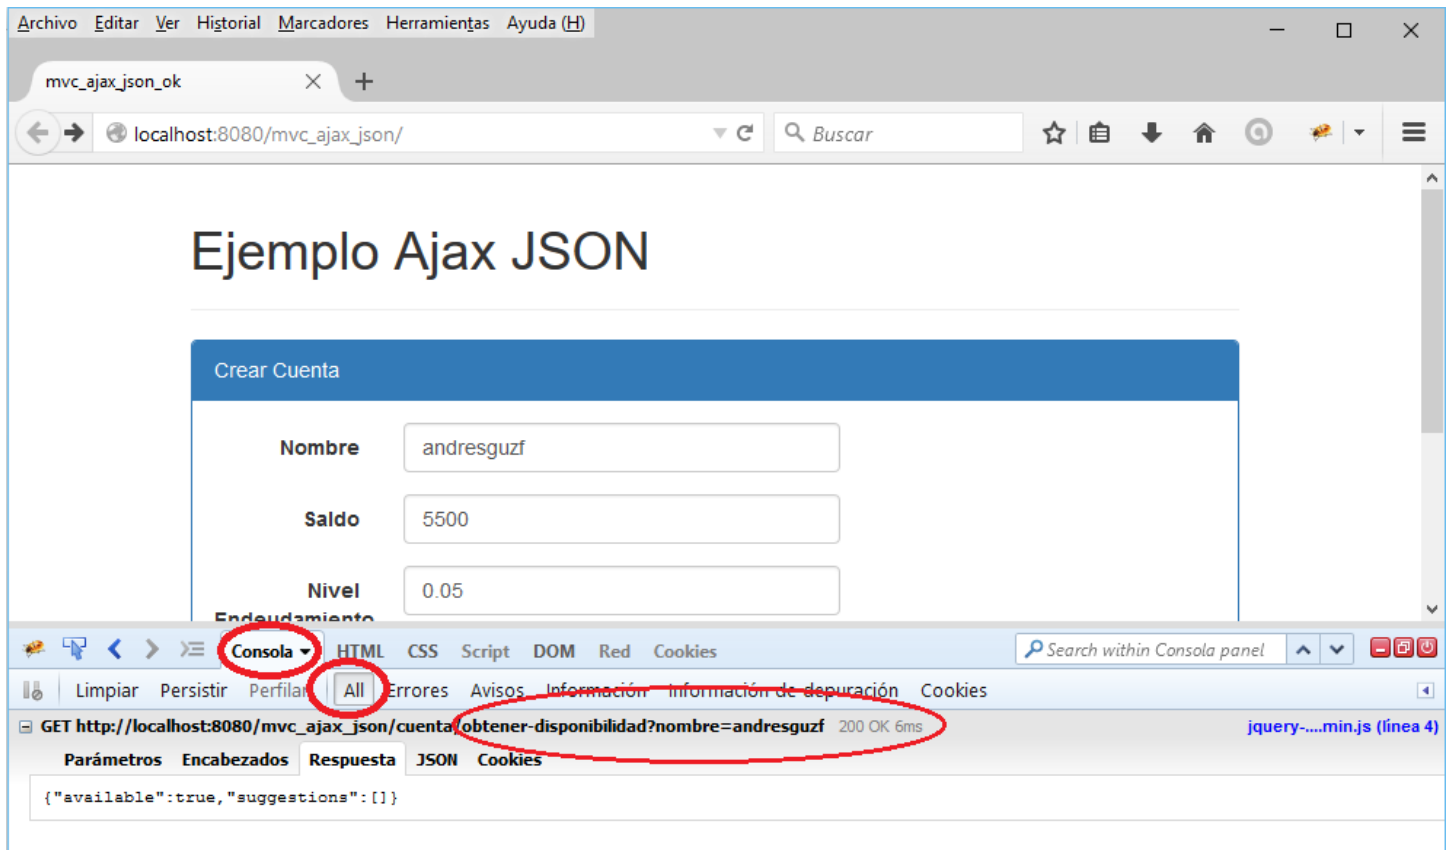 Archivo Editar Ver Historial Marcadores Herramientas Ayuda (H)
mvc_ajax_json_ok
localhost:8080/mvc_ajax_json/ Buscar
Ejemplo Ajax JSON
Crear Cuenta
Nombre andresguzf
Saldo 5500
Nivel 0.05
Endeudamiento
Consola HTML CSS Script DOM Red Cookies Search within Consola panel
Limpiar Persistir Perfilar All Errores Avisos Información Información de depuración Cookies
GET http://localhost:8080/mvc_ajax_json/cuenta/obtener-disponibilidad?nombre=andresguzf 200 OK 6ms jquery-....min.js (línea 4)
Parámetros Encabezados Respuesta JSON Cookies
{"available":true,"suggestions":[]}